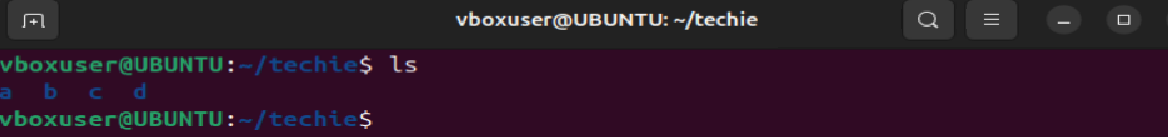 vboxuser@UBUNTU: ~/techie
vboxuser@UBUNTU:~/techie$ ls
a b c d
vboxuser@UBUNTU:~/techie$